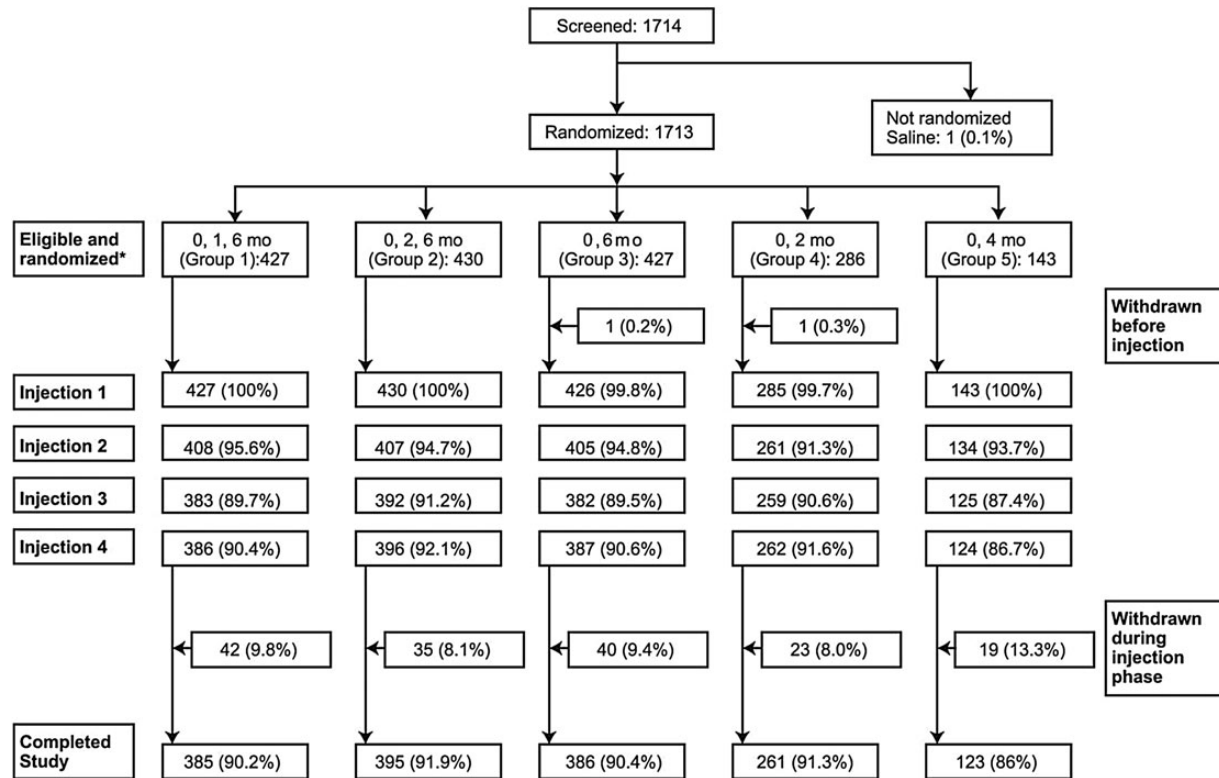 Screened: 1714
Not randomized
Saline: 1 (0.1%)
Randomized: 1713
Eligible and
randomized*
0, 1, 6 mo
(Group 1):427
0, 2, 6 mo
(Group 2): 430
0, 6 mo
(Group 3): 427
0, 2 mo
(Group 4): 286
0, 4 mo
(Group 5): 143
1 (0.2%)
1 (0.3%)
Withdrawn
before
injection
Injection 1
427 (100%)
430 (100%)
426 (99.8%)
285 (99.7%)
143 (100%)
Injection 2
408 (95.6%)
407 (94.7%)
405 (94.8%)
261 (91.3%)
134 (93.7%)
Injection 3
383 (89.7%)
392 (91.2%)
382 (89.5%)
259 (90.6%)
125 (87.4%)
Injection 4
386 (90.4%)
396 (92.1%)
387 (90.6%)
262 (91.6%)
124 (86.7%)
42 (9.8%)
35 (8.1%)
40 (9.4%)
23 (8.0%)
19 (13.3%)
Withdrawn
during
injection
phase
Completed
Study
385 (90.2%)
395 (91.9%)
386 (90.4%)
261 (91.3%)
123 (86%)